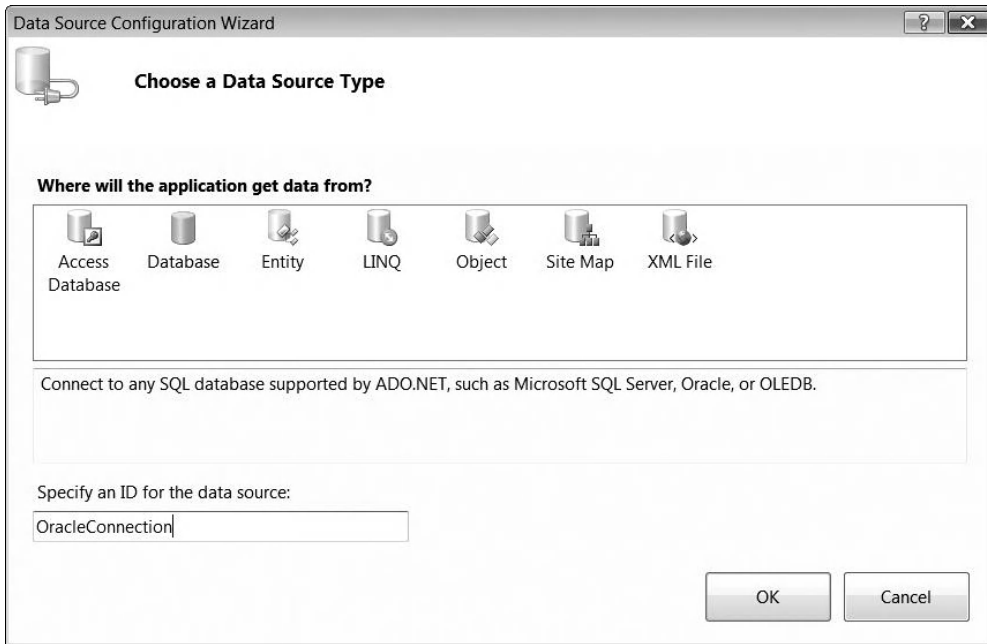 Data Source Configuration Wizard
Choose a Data Source Type
Where will the application get data from?
Access Database
Database
Entity
LINQ
Object
Site Map
XML File
Connect to any SQL database supported by ADO.NET, such as Microsoft SQL Server, Oracle, or OLEDB.
Specify an ID for the data source:
OracleConnection
OK
Cancel